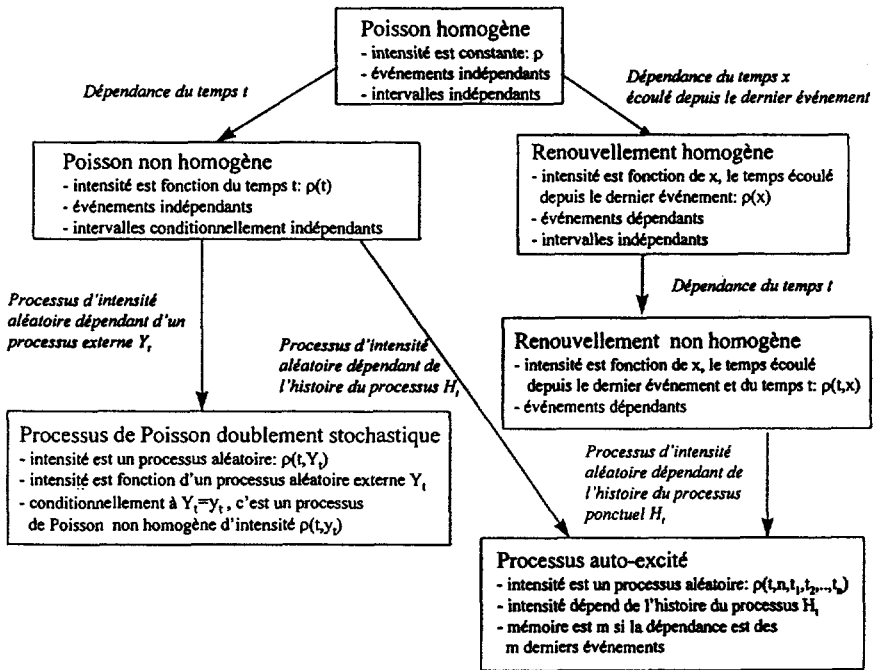 Poisson homogène
- intensité est constante: ρ
- événements indépendants
- intervalles indépendants
Dépendance du temps t
Dépendance du temps x
écoulé depuis le dernier événement
Poisson non homogène
- intensité est fonction du temps t: ρ(t)
- événements indépendants
- intervalles conditionnellement indépendants
Renouvellement homogène
- intensité est fonction de x, le temps écoulé
depuis le dernier événement: ρ(x)
- événements dépendants
- intervalles indépendants
Dépendance du temps t
Processus d'intensité
aléatoire dépendant d'un
processus externe Yₜ
Processus d'intensité
aléatoire dépendant de
l'histoire du processus Hₜ
Renouvellement non homogène
- intensité est fonction de x, le temps écoulé
depuis le dernier événement et du temps t: ρ(t,x)
- événements dépendants
Processus de Poisson doublement stochastique
- intensité est un processus aléatoire: ρ(t,Yₜ)
- intensité est fonction d'un processus aléatoire externe Yₜ
- conditionnellement à Yₜ=yₜ, c'est un processus
de Poisson non homogène d'intensité ρ(t,yₜ)
Processus d'intensité
aléatoire dépendant de
l'histoire du processus
ponctuel Hₜ
Processus auto-excité
- intensité est un processus aléatoire: ρ(t,n,t₁,t₂,..,tₙ)
- intensité dépend de l'histoire du processus Hₜ
- mémoire est m si la dépendance est des
m derniers événements